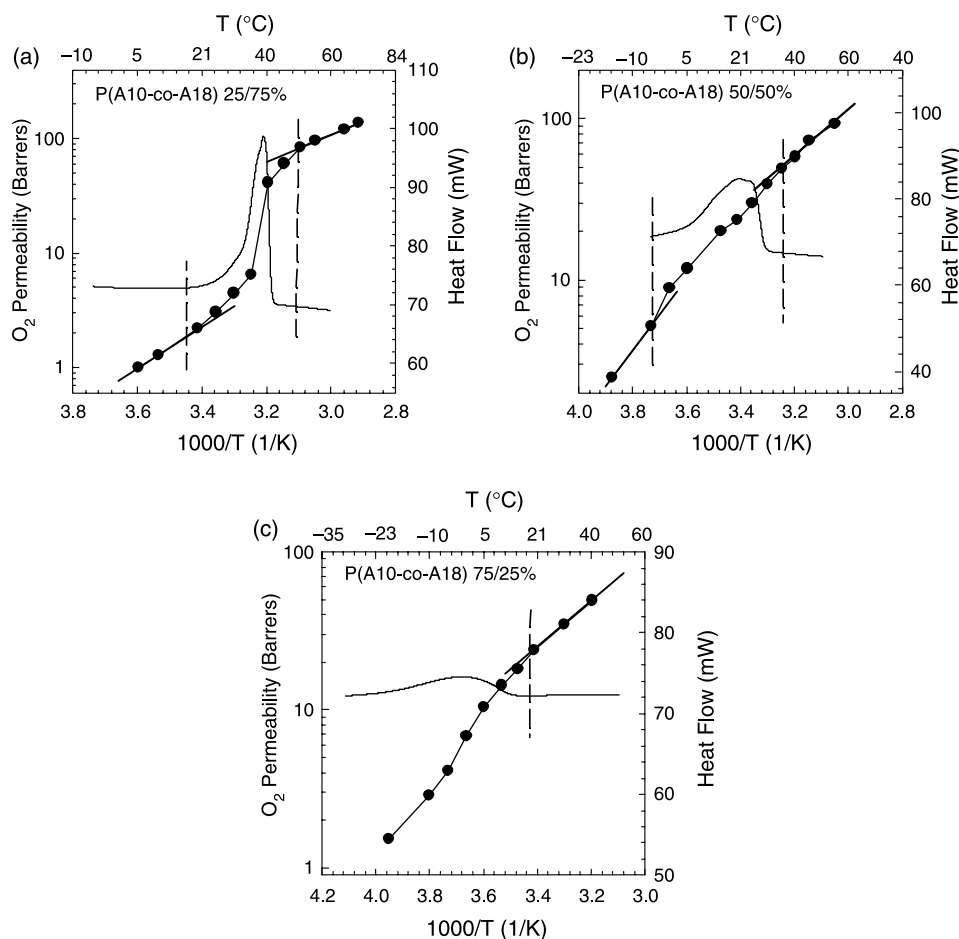 T (°C)
(a) −10 5 21 40 60 84
P(A10-co-A18) 25/75%
O2 Permeability (Barrers)
100
10
1
Heat Flow (mW)
110
100
90
80
70
60
3.8 3.6 3.4 3.2 3.0 2.8
1000/T (1/K)
T (°C)
(b) −23 −10 5 21 40 60 40
P(A10-co-A18) 50/50%
O2 Permeability (Barrers)
100
10
Heat Flow (mW)
100
80
60
40
4.0 3.8 3.6 3.4 3.2 3.0 2.8
1000/T (1/K)
T (°C)
(c) −35 −23 −10 5 21 40 60
P(A10-co-A18) 75/25%
O2 Permeability (Barrers)
100
10
1
Heat Flow (mW)
90
80
70
60
50
4.2 4.0 3.8 3.6 3.4 3.2 3.0
1000/T (1/K)